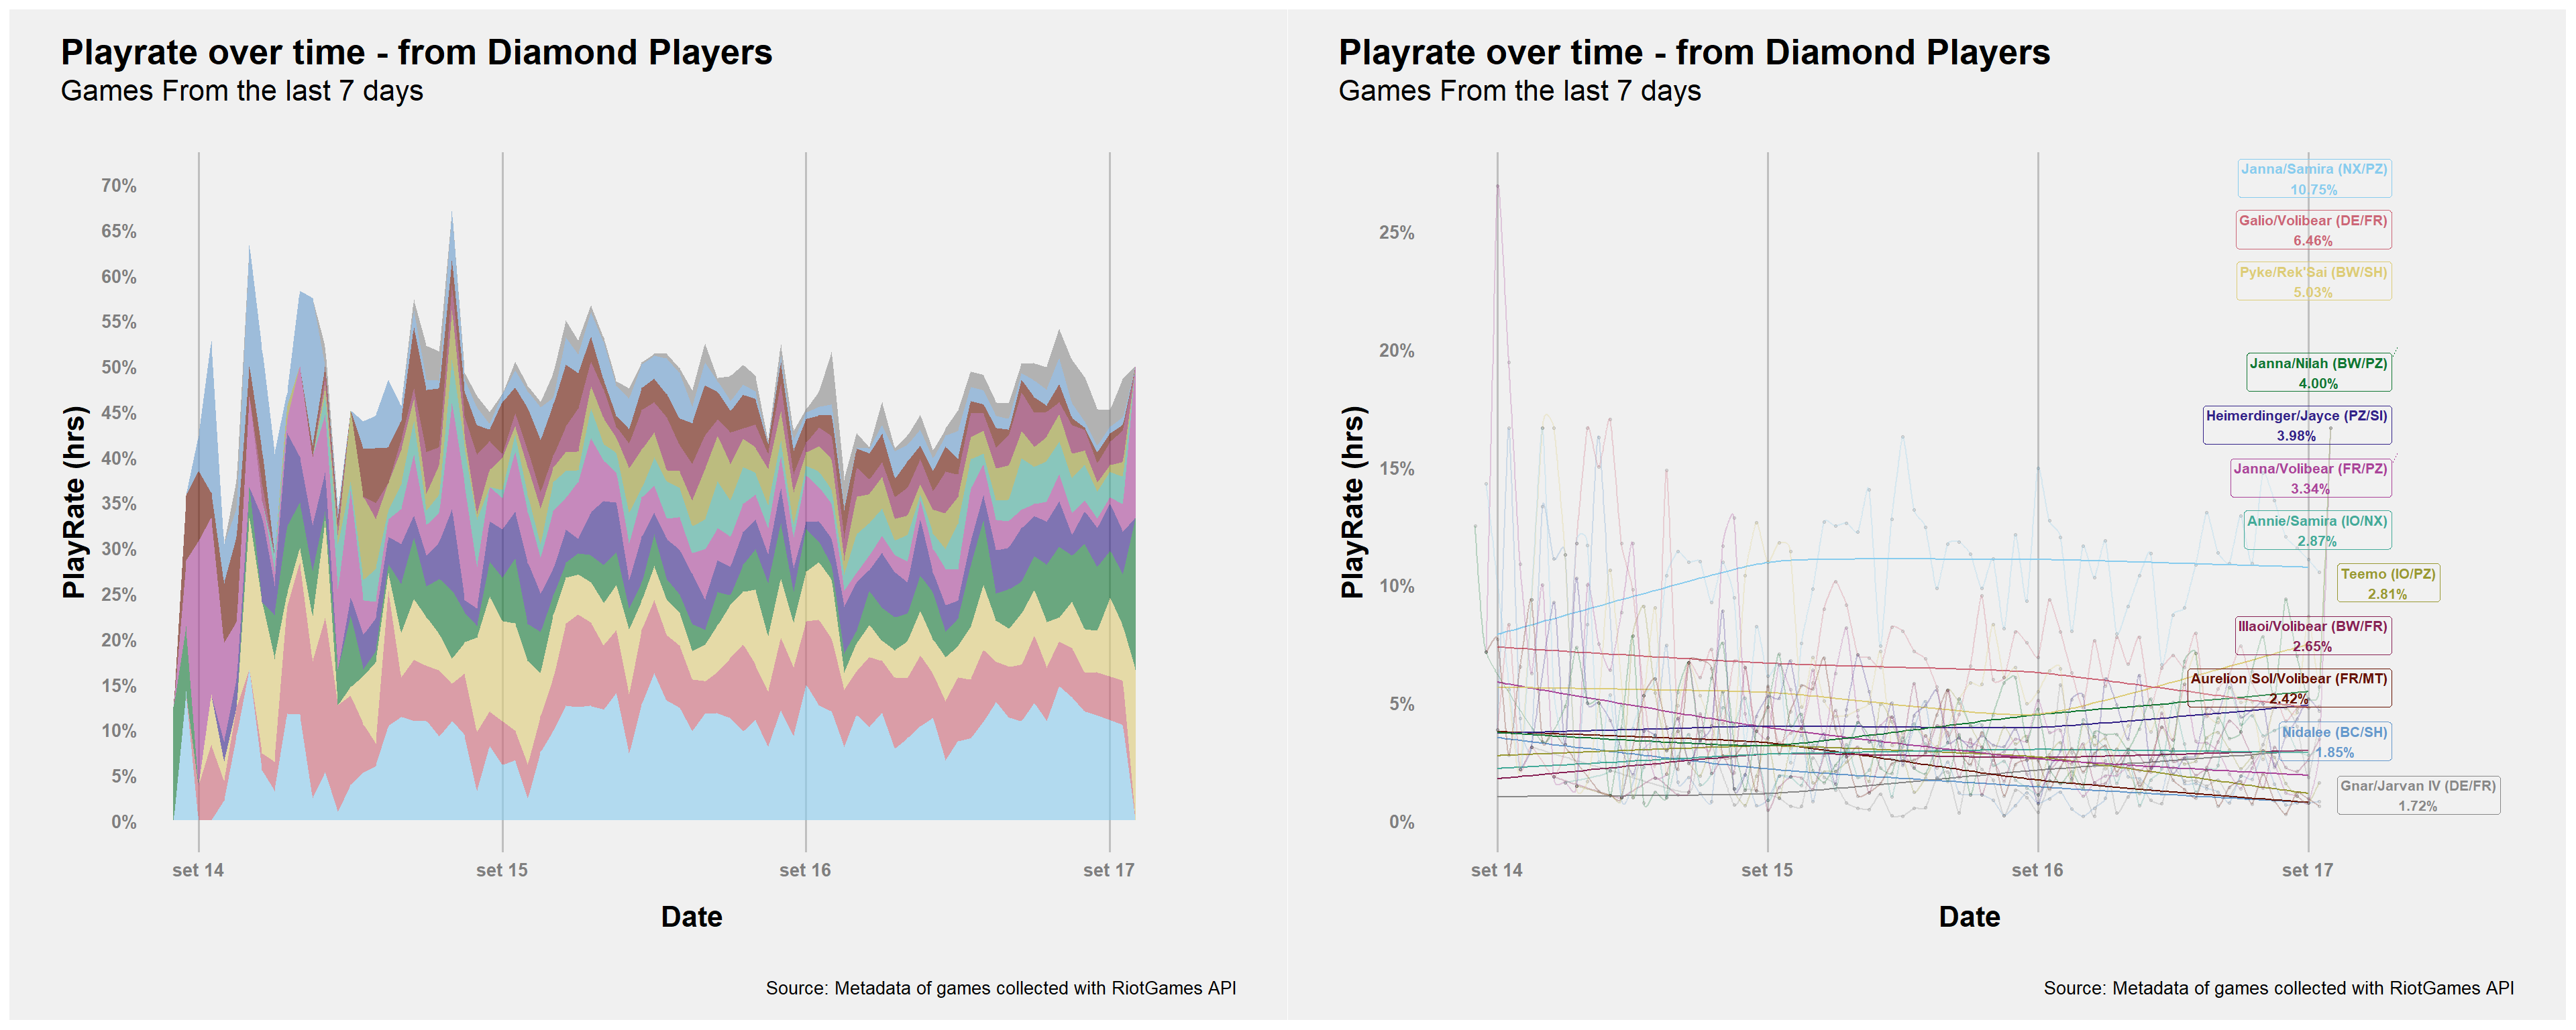 Playrate over time - from Diamond Players
Games From the last 7 days
PlayRate (hrs)
70%
65%
60%
55%
50%
45%
40%
35%
30%
25%
20%
15%
10%
5%
0%
set 14
set 15
set 16
set 17
Date
Source: Metadata of games collected with RiotGames API
Playrate over time - from Diamond Players
Games From the last 7 days
PlayRate (hrs)
25%
20%
15%
10%
5%
0%
Janna/Samira (NX/PZ)
10.75%
Galio/Volibear (DE/FR)
6.46%
Pyke/Rek'Sai (BW/SH)
5.03%
Janna/Nilah (BW/PZ)
4.00%
Heimerdinger/Jayce (PZ/SI)
3.98%
Janna/Volibear (FR/PZ)
3.34%
Annie/Samira (IO/NX)
2.87%
Teemo (IO/PZ)
2.81%
Illaoi/Volibear (BW/FR)
2.65%
Aurelion Sol/Volibear (FR/MT)
2.42%
Nidalee (BC/SH)
1.85%
Gnar/Jarvan IV (DE/FR)
1.72%
set 14
set 15
set 16
set 17
Date
Source: Metadata of games collected with RiotGames API